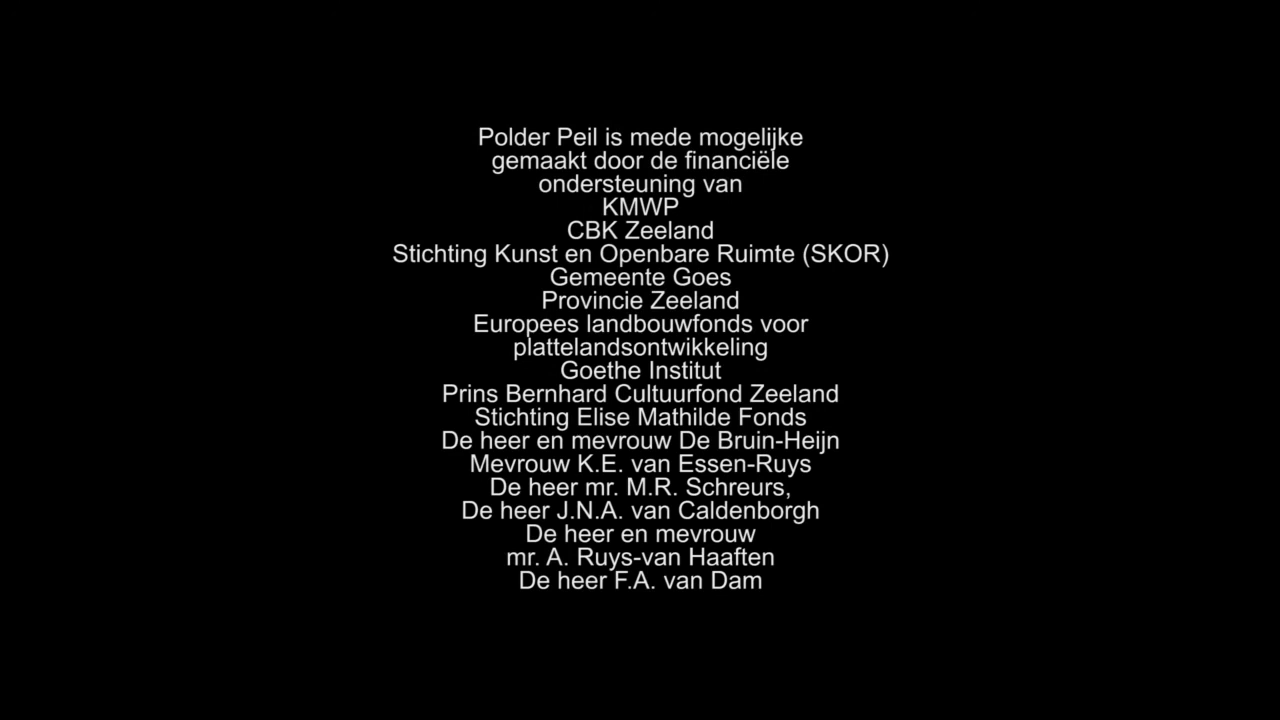 Polder Peil is mede mogelijke
gemaakt door de financiële
ondersteuning van
KMWP
CBK Zeeland
Stichting Kunst en Openbare Ruimte (SKOR)
Gemeente Goes
Provincie Zeeland
Europees landbouwfonds voor
plattelandsontwikkeling
Goethe Institut
Prins Bernhard Cultuurfond Zeeland
Stichting Elise Mathilde Fonds
De heer en mevrouw De Bruin-Heijn
Mevrouw K.E. van Essen-Ruys
De heer mr. M.R. Schreurs,
De heer J.N.A. van Caldenborgh
De heer en mevrouw
mr. A. Ruys-van Haaften
De heer F.A. van Dam